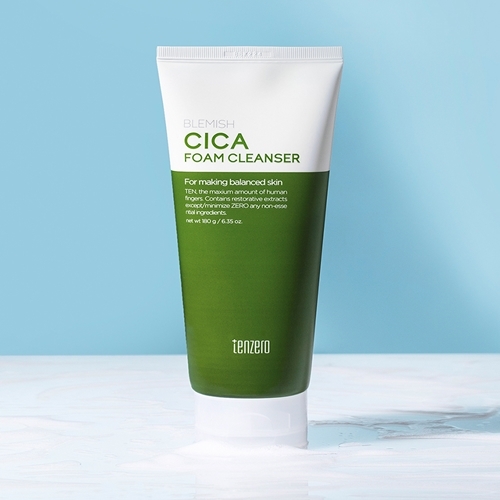 BLEMISH
CICA
FOAM CLEANSER
For making balanced skin
TEN, the maxium amount of human
fingers. Contains restorative extracts
except/minimize ZERO any non-esse
ntial ingredients.
net wt 180 g / 6.35 oz.
tenzero